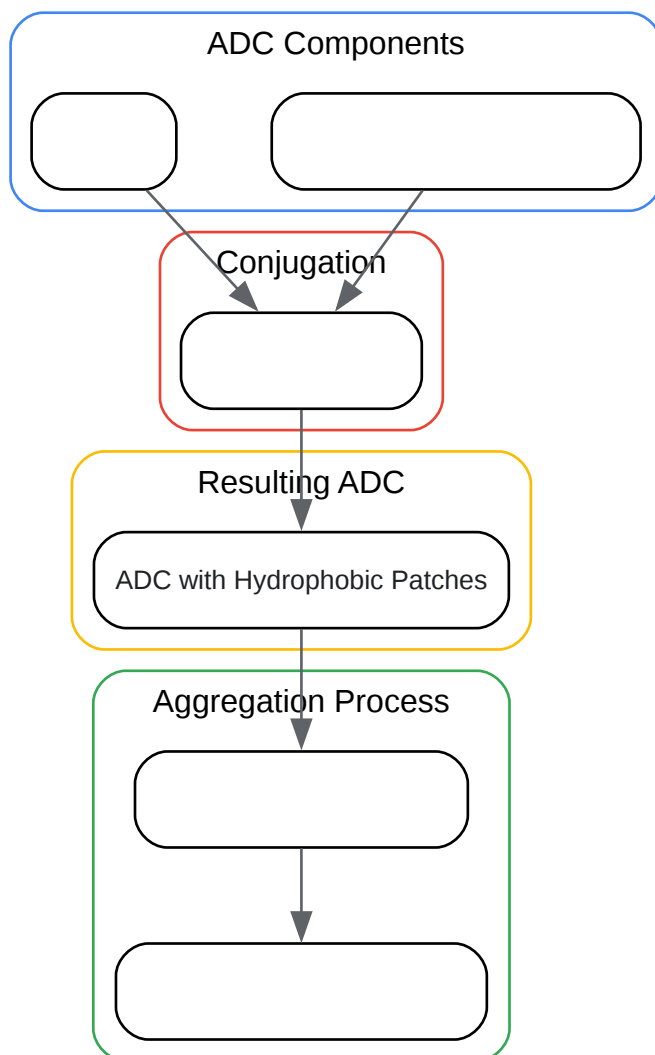 ADC Components
Conjugation
Resulting ADC
ADC with Hydrophobic Patches
Aggregation Process